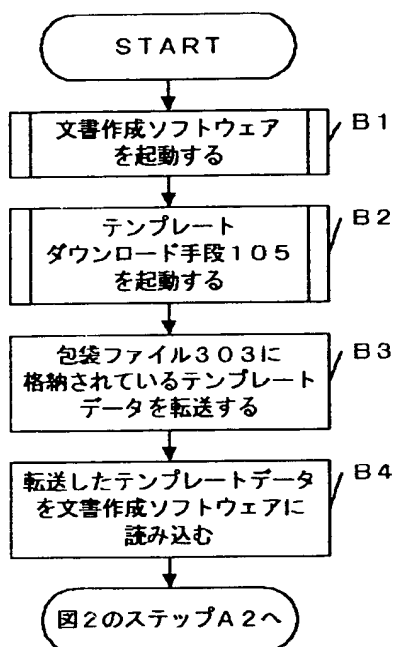 START
文書作成ソフトウェア
を起動する
B1
テンプレート
ダウンロード手段105
を起動する
B2
包袋ファイル303に
格納されているテンプレート
データを転送する
B3
転送したテンプレートデータ
を文書作成ソフトウェアに
読み込む
B4
図2のステップA2へ